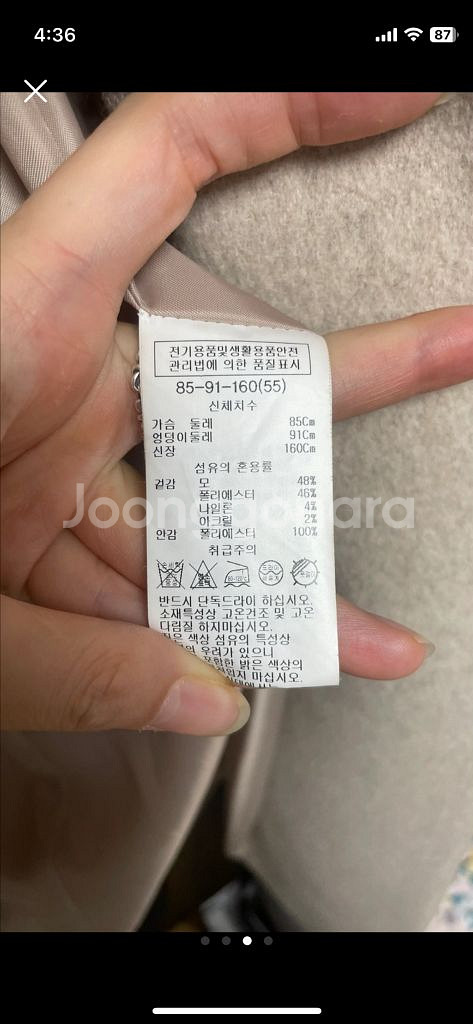 4:36
87
전기용품및생활용품안전
관리법에 의한 품질표시
85-91-160(55)
신체치수
가슴 둘레 85Cm
엉덩이둘레 91Cm
신장 160Cm
섬유의 혼용률
겉감 모 48%
폴리에스터 46%
나일론 4%
아크릴 2%
안감 폴리에스터 100%
취급주의
Joonggonara
반드시 단독드라이 하십시오.
소재특성상 고온건조 및 고온
다림질 하지마십시오.
짙은 색상 섬유의 특성상
우려가 있으니
밝은 색상의
마십시오.